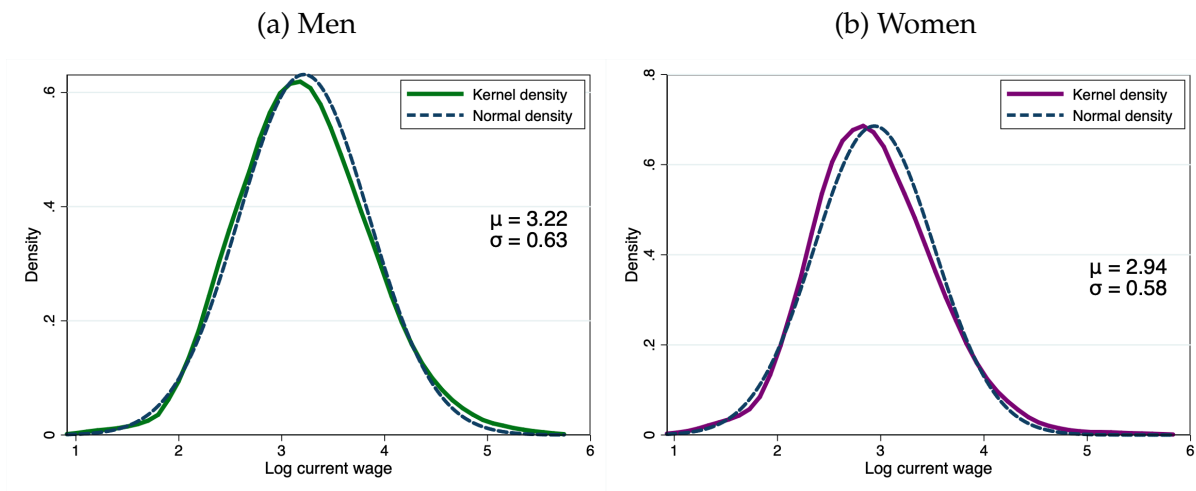 (a) Men
Kernel density
Normal density
.6
.4
.2
0
Density
μ = 3.22
σ = 0.63
1 2 3 4 5 6
Log current wage
(b) Women
Kernel density
Normal density
.8
.6
.4
.2
0
Density
μ = 2.94
σ = 0.58
1 2 3 4 5 6
Log current wage